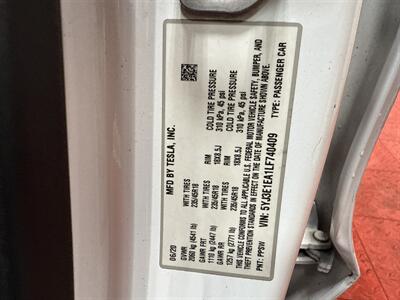 MFD BY TESLA, INC.
06/20
GVWR 2060 kg (4541 lb)
GAWR FRT 1110 kg (2447 lb) WITH TIRES 235/45R18 RIM 18X8.5J COLD TIRE PRESSURE 310 kPa, 45 psi
GAWR RR 1257 kg (2771 lb) WITH TIRES 235/45R18 RIM 18X8.5J COLD TIRE PRESSURE 310 kPa, 45 psi
THIS VEHICLE CONFORMS TO ALL APPLICABLE FEDERAL MOTOR VEHICLE SAFETY, BUMPER, AND
THEFT PREVENTION STANDARDS IN EFFECT ON THE DATE OF MANUFACTURE SHOWN ABOVE.
PNT: PPSW VIN: 5YJ3E1EA1LF740409 TYPE: PASSENGER CAR